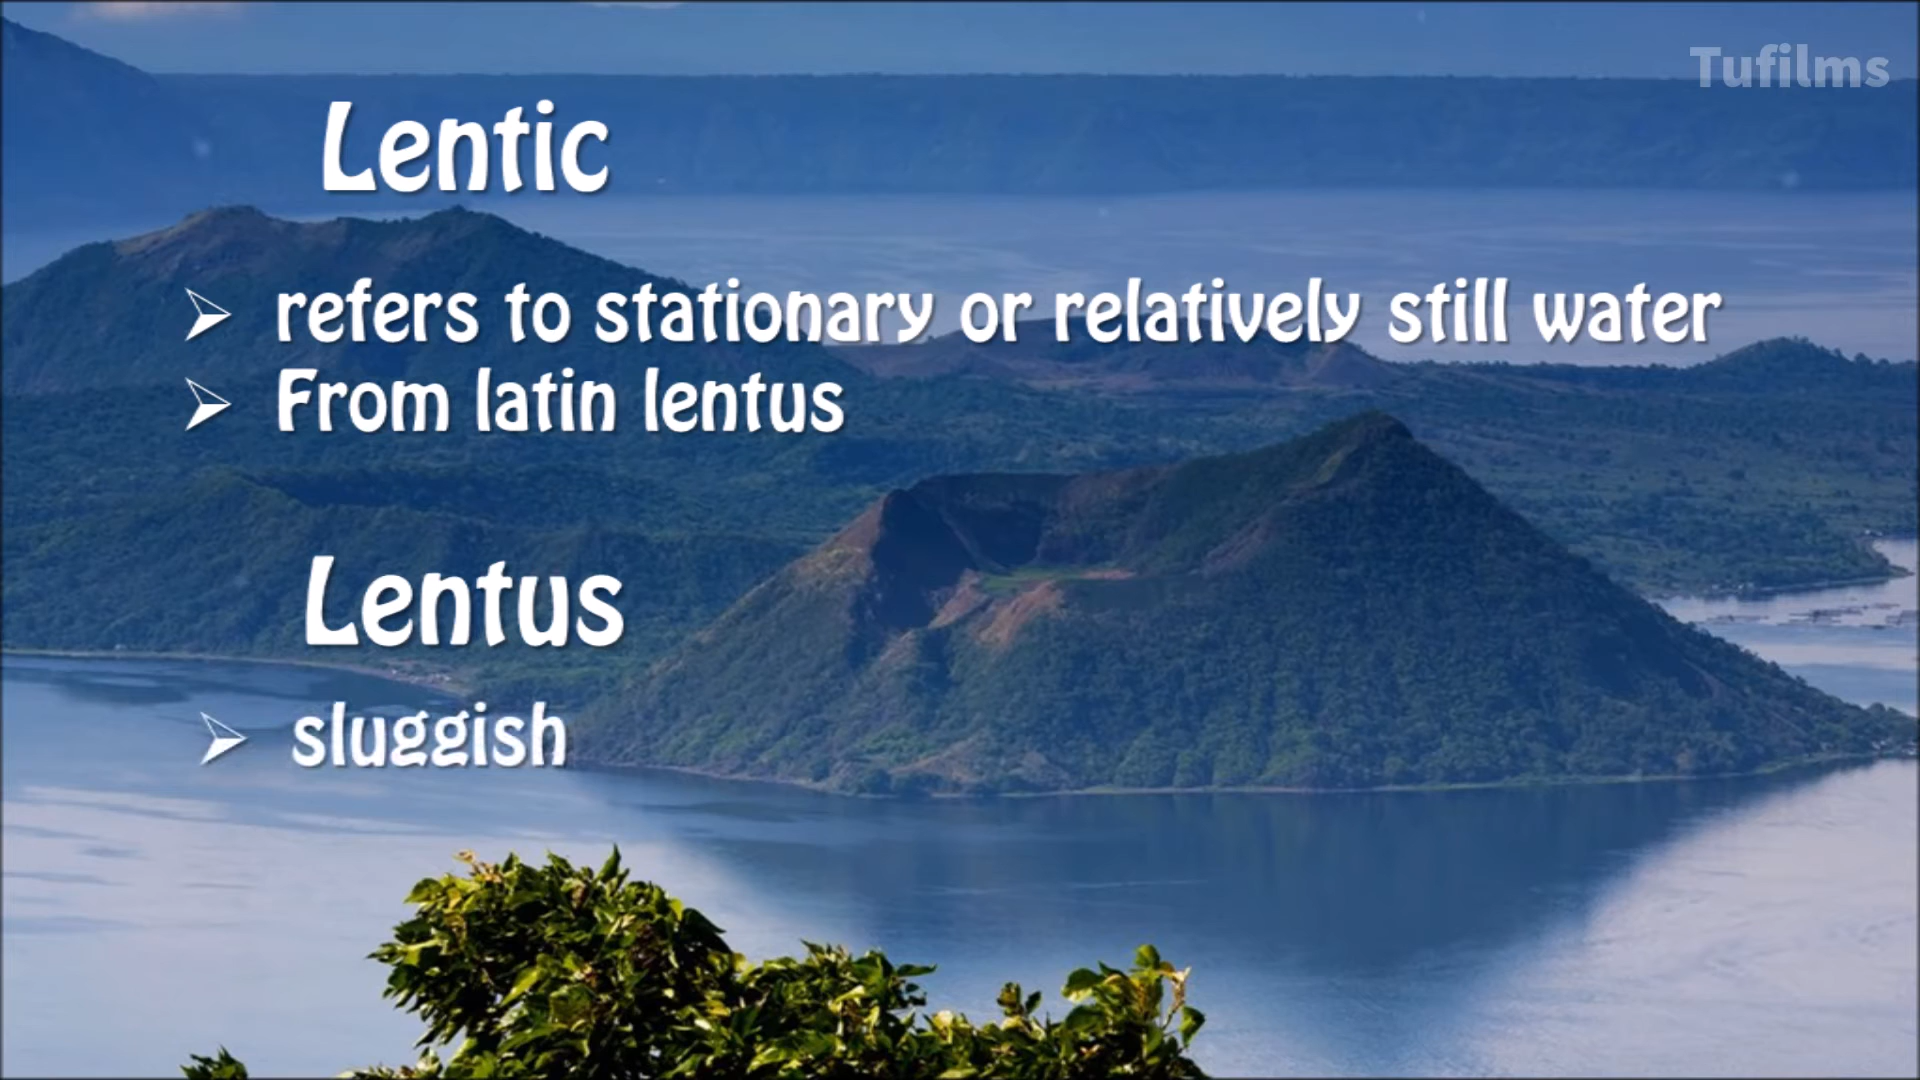 Tufilms
Lentic
➢ refers to stationary or relatively still water
➢ From latin lentus
Lentus
➢ sluggish